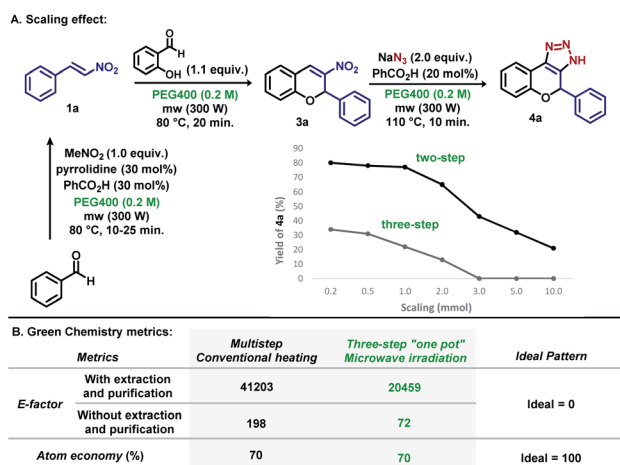 A. Scaling effect:
H
O
OH
(1.1 equiv.)
PEG400 (0.2 M)
mw (300 W)
80 °C, 20 min.
NO2
1a
NO2
O
3a
NaN3 (2.0 equiv.)
PhCO2H (20 mol%)
PEG400 (0.2 M)
mw (300 W)
110 °C, 10 min.
N=N
NH
O
4a
MeNO2 (1.0 equiv.)
pyrrolidine (30 mol%)
PhCO2H (30 mol%)
PEG400 (0.2 M)
mw (300 W)
80 °C, 10-25 min.
O
H
Yield of 4a (%)
90
80
70
60
50
40
30
20
10
0
two-step
three-step
0.2 0.5 1.0 2.0 3.0 5.0 10.0
Scaling (mmol)
B. Green Chemistry metrics:
Metrics
Multistep
Conventional heating
Three-step "one pot"
Microwave irradiation
Ideal Pattern
E-factor
With extraction
and purification
41203
20459
Ideal = 0
Without extraction
and purification
198
72
Atom economy (%)
70
70
Ideal = 100